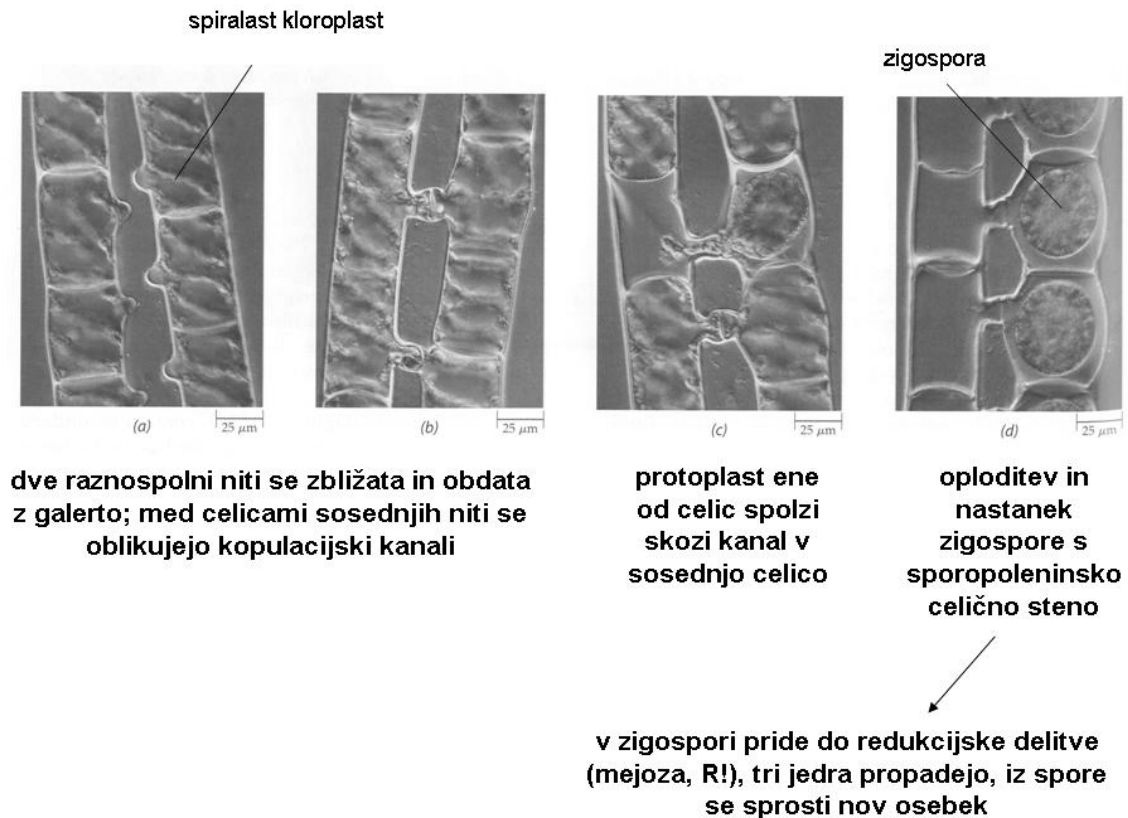 spiralast kloroplast
zigospora
(a)
25 µm
(b)
25 µm
(c)
25 µm
(d)
25 µm
dve raznospolni niti se zbližata in obdata
z galerto; med celicami sosednjih niti se
oblikujejo kopulacijski kanali
protoplast ene
od celic spolzi
skozi kanal v
sosednjo celico
oploditev in
nastanek
zigospore s
sporopoleninsko
celično steno
v zigospori pride do redukcijske delitve
(mejoza, R!), tri jedra propadejo, iz spore
se sprosti nov osebek